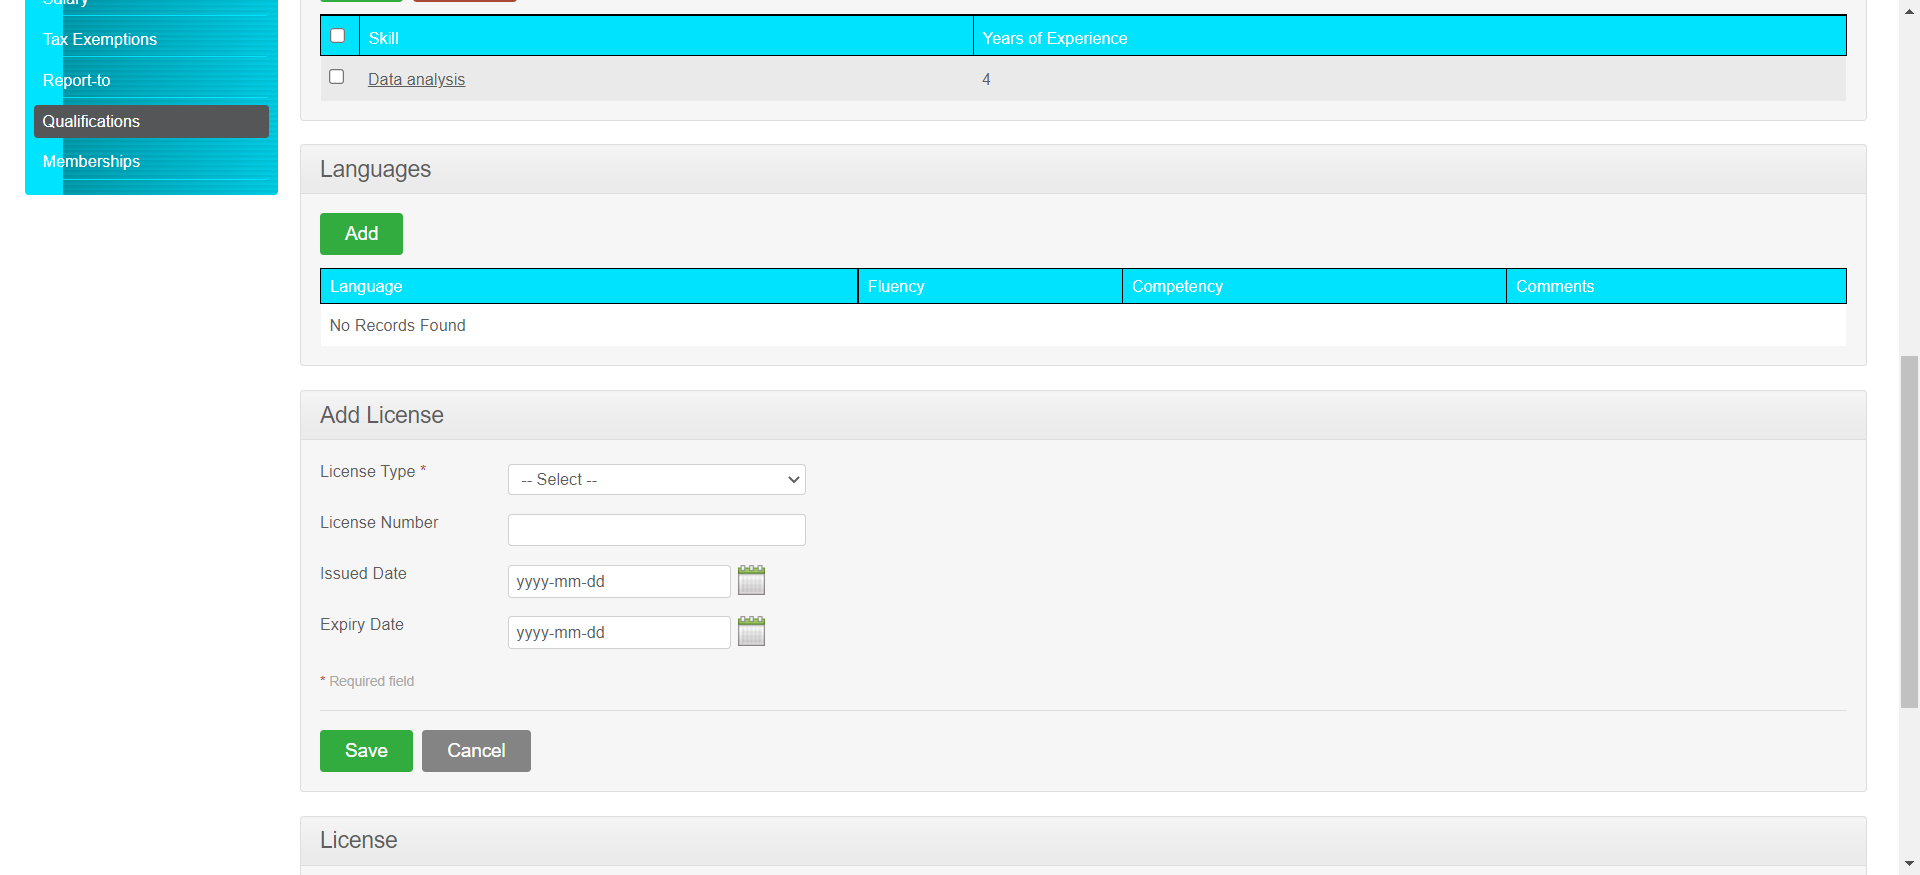 Salary
Tax Exemptions
Report-to
Qualifications
Memberships
Skill Years of Experience
Data analysis 4
Languages
Add
Language Fluency Competency Comments
No Records Found
Add License
License Type *
-- Select --
License Number
Issued Date
yyyy-mm-dd
Expiry Date
yyyy-mm-dd
* Required field
Save Cancel
License